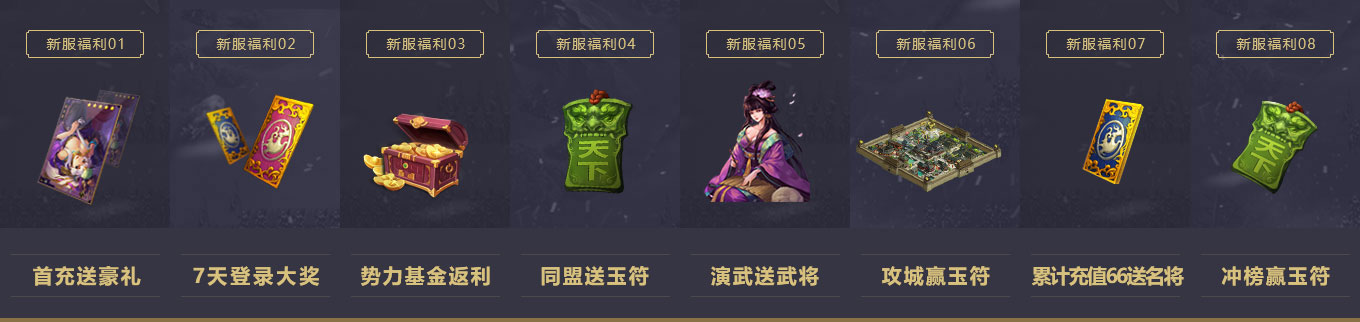 新服福利01
新服福利02
新服福利03
新服福利04
新服福利05
新服福利06
新服福利07
新服福利08
天下
天下
首充送豪礼
7天登录大奖
势力基金返利
同盟送玉符
演武送武将
攻城赢玉符
累计充值66送名将
冲榜赢玉符